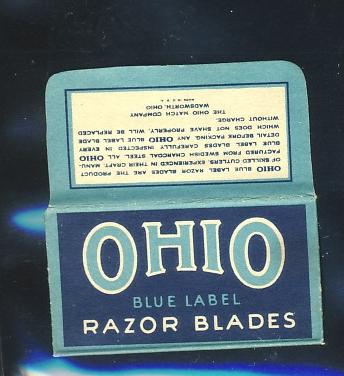 OHIO BLUE LABEL RAZOR BLADES ARE THE PRODUCT
OF SKILLED, EXPERIENCED CUTLERS. THEIR CRAFT, MANU-
FACTURED FROM SWEDISH CHARCOAL STEEL. ALL OHIO
BLUE LABEL BLADES CAREFULLY INSPECTED IN EVERY
DETAIL BEFORE PACKING. ANY OHIO BLUE LABEL BLADE
WHICH DOES NOT SHAVE PROPERLY, WILL BE REPLACED
WITHOUT CHARGE.
THE OHIO MATCH COMPANY
WADSWORTH, OHIO
MADE IN U.S.A.
OHIO
BLUE LABEL
RAZOR BLADES